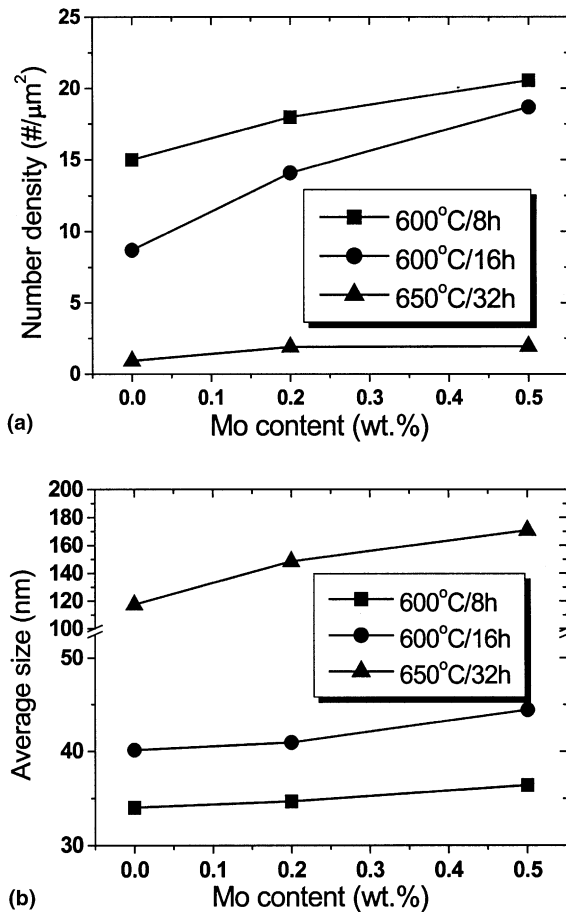 25
20
15
10
5
0
Number density (#/μm²)
600°C/8h
600°C/16h
650°C/32h
0.0 0.1 0.2 0.3 0.4 0.5
Mo content (wt.%)
(a)
200
180
160
140
120
100
50
40
30
Average size (nm)
600°C/8h
600°C/16h
650°C/32h
0.0 0.1 0.2 0.3 0.4 0.5
Mo content (wt.%)
(b)